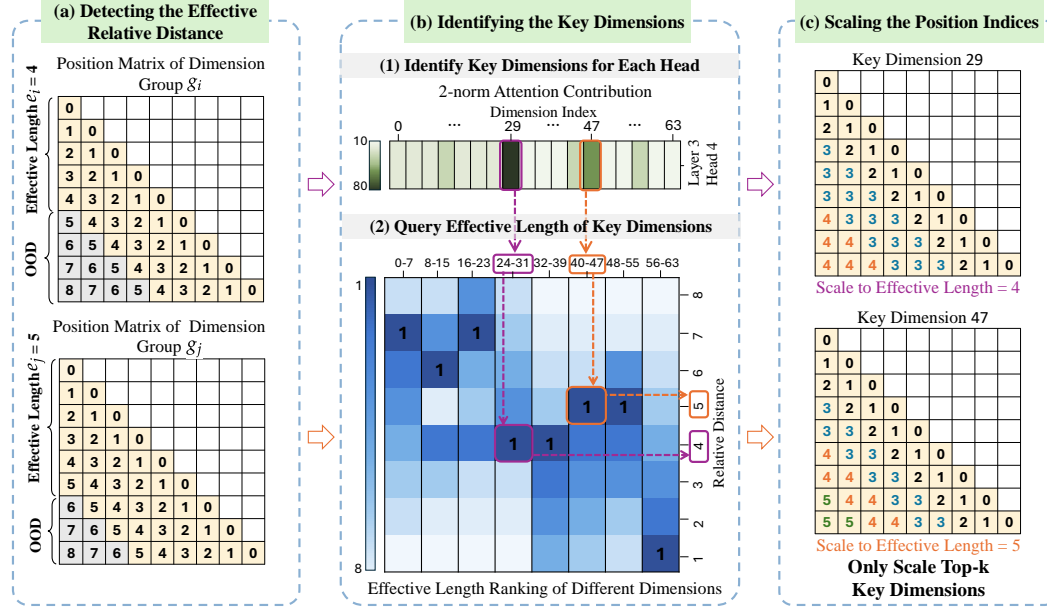 (a) Detecting the Effective
Relative Distance
Position Matrix of Dimension
Group gᵢ
Effective Length eᵢ = 4
OOD
0
1 0
2 1 0
3 2 1 0
4 3 2 1 0
5 4 3 2 1 0
6 5 4 3 2 1 0
7 6 5 4 3 2 1 0
8 7 6 5 4 3 2 1 0
Position Matrix of Dimension
Group gⱼ
Effective Length eⱼ = 5
OOD
0
1 0
2 1 0
3 2 1 0
4 3 2 1 0
5 4 3 2 1 0
6 5 4 3 2 1 0
7 6 5 4 3 2 1 0
8 7 6 5 4 3 2 1 0
(b) Identifying the Key Dimensions
(1) Identify Key Dimensions for Each Head
2-norm Attention Contribution
Dimension Index
0 ... 29 ... 47 ... 63
10
80
Layer 3
Head 4
(2) Query Effective Length of Key Dimensions
0-7 8-15 16-23 24-31 32-39 40-47 48-55 56-63
1
8
8
1 1 7
1 6
1 1 5
1 1 4
3
2
1 1
Relative Distance
Effective Length Ranking of Different Dimensions
(c) Scaling the Position Indices
Key Dimension 29
0
1 0
2 1 0
3 2 1 0
3 3 2 1 0
3 3 3 2 1 0
4 3 3 3 2 1 0
4 4 3 3 3 2 1 0
4 4 4 3 3 3 2 1 0
Scale to Effective Length = 4
Key Dimension 47
0
1 0
2 1 0
3 2 1 0
3 3 2 1 0
4 3 3 2 1 0
4 4 3 3 2 1 0
5 4 4 3 3 2 1 0
5 5 4 4 3 3 2 1 0
Scale to Effective Length = 5
Only Scale Top-k
Key Dimensions